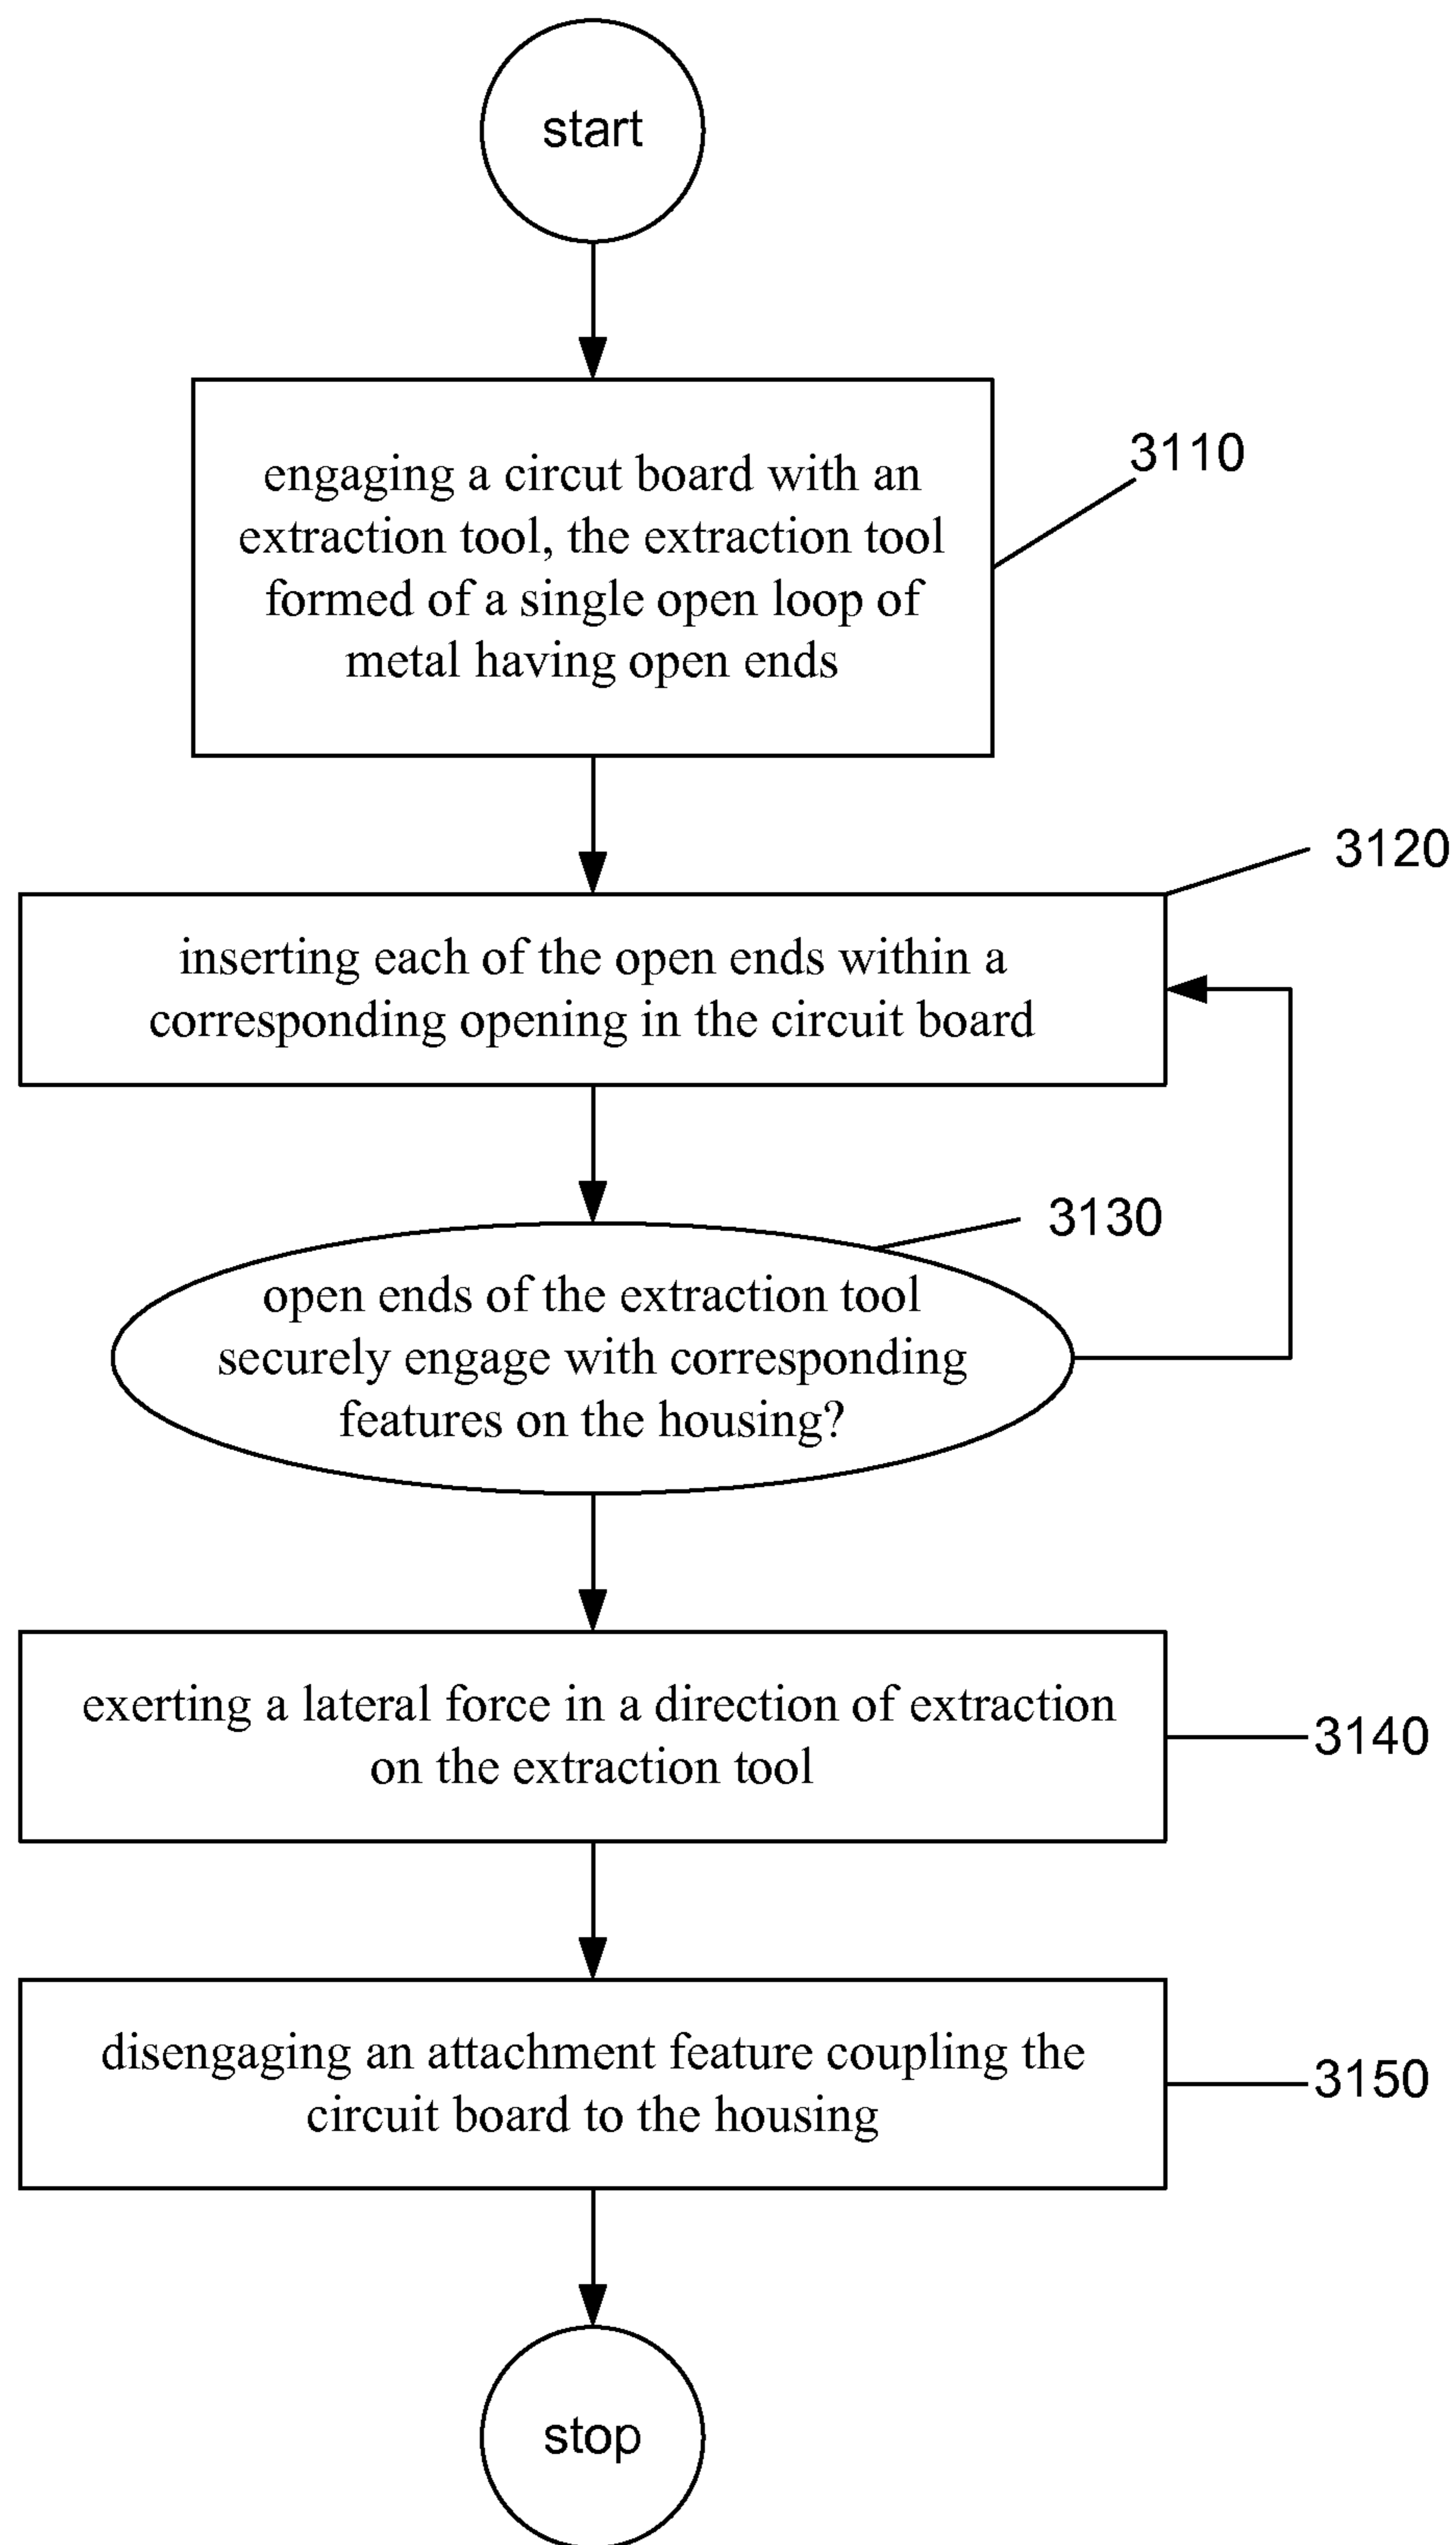 start
3110
engaging a circut board with an
extraction tool, the extraction tool
formed of a single open loop of
metal having open ends
3120
inserting each of the open ends within a
corresponding opening in the circuit board
3130
open ends of the extraction tool
securely engage with corresponding
features on the housing?
exerting a lateral force in a direction of extraction
on the extraction tool
3140
disengaging an attachment feature coupling the
circuit board to the housing
3150
stop